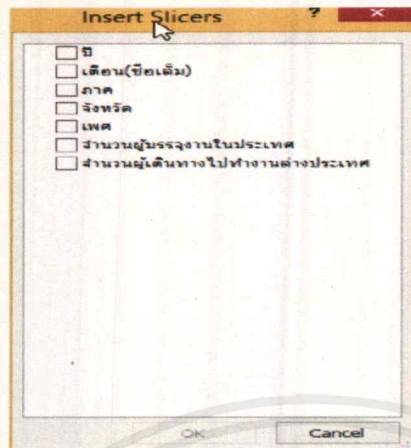 Insert Slicers ? ×
ปี
เดือน(ชื่อเต็ม)
ภาค
จังหวัด
เพศ
จำนวนผู้บรรจุงานในประเทศ
จำนวนผู้เดินทางไปทำงานต่างประเทศ
OK Cancel